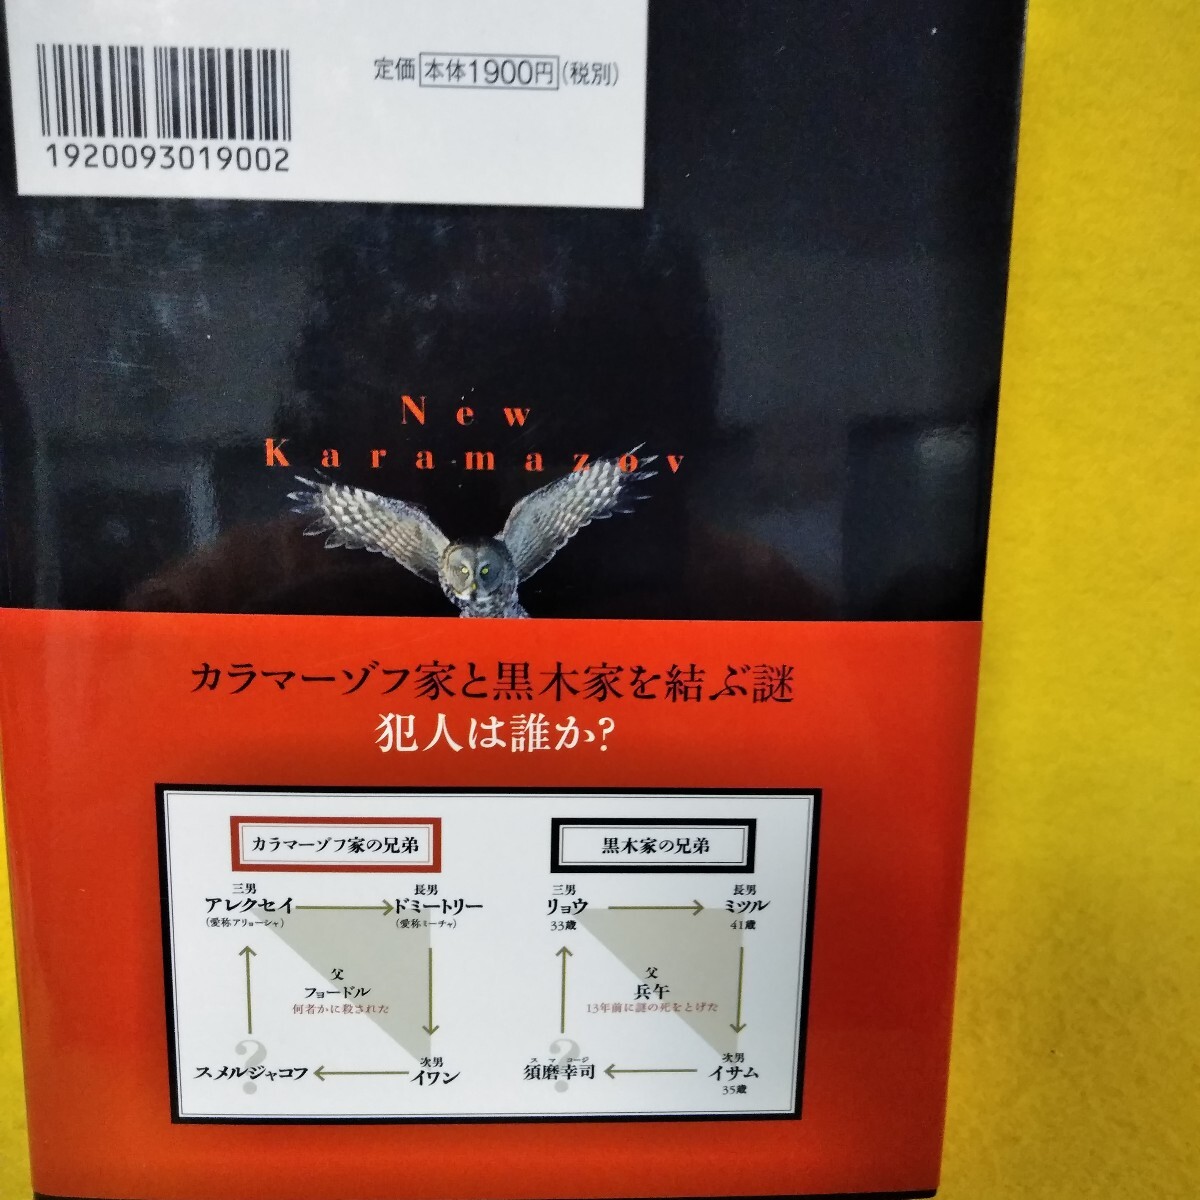 定価 本体1900円(税別)
1920093019002
New
Karamazov
カラマーゾフ家と黒木家を結ぶ謎
犯人は誰か?
カラマーゾフ家の兄弟
三男
アレクセイ
(愛称アリョーシャ)
長男
ドミートリー
(愛称ミーチャ)
父
フョードル
何者かに殺された
?
スメルジャコフ
次男
イワン
黒木家の兄弟
三男
リョウ
33歳
長男
ミツル
41歳
父
兵午
13年前に謎の死をとげた
?
スマ コージ
須磨幸司
次男
イサム
35歳